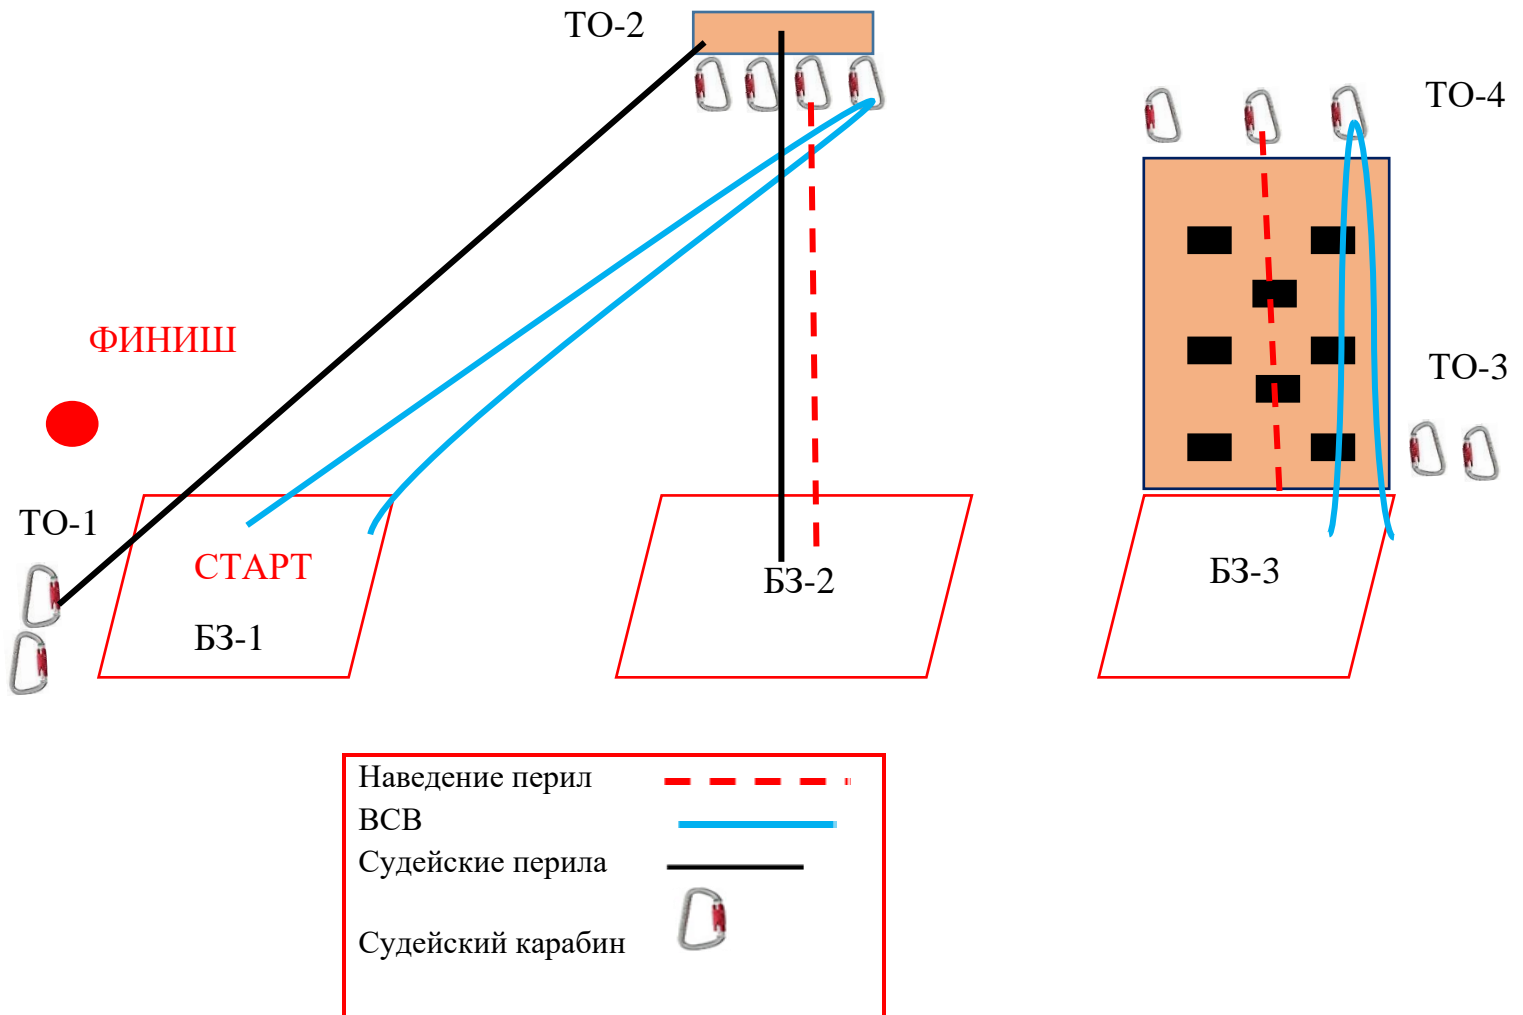 ТО-2
ТО-4
ФИНИШ
ТО-3
ТО-1
СТАРТ
БЗ-2
БЗ-3
БЗ-1
Наведение перил
ВСВ
Судейские перила
Судейский карабин